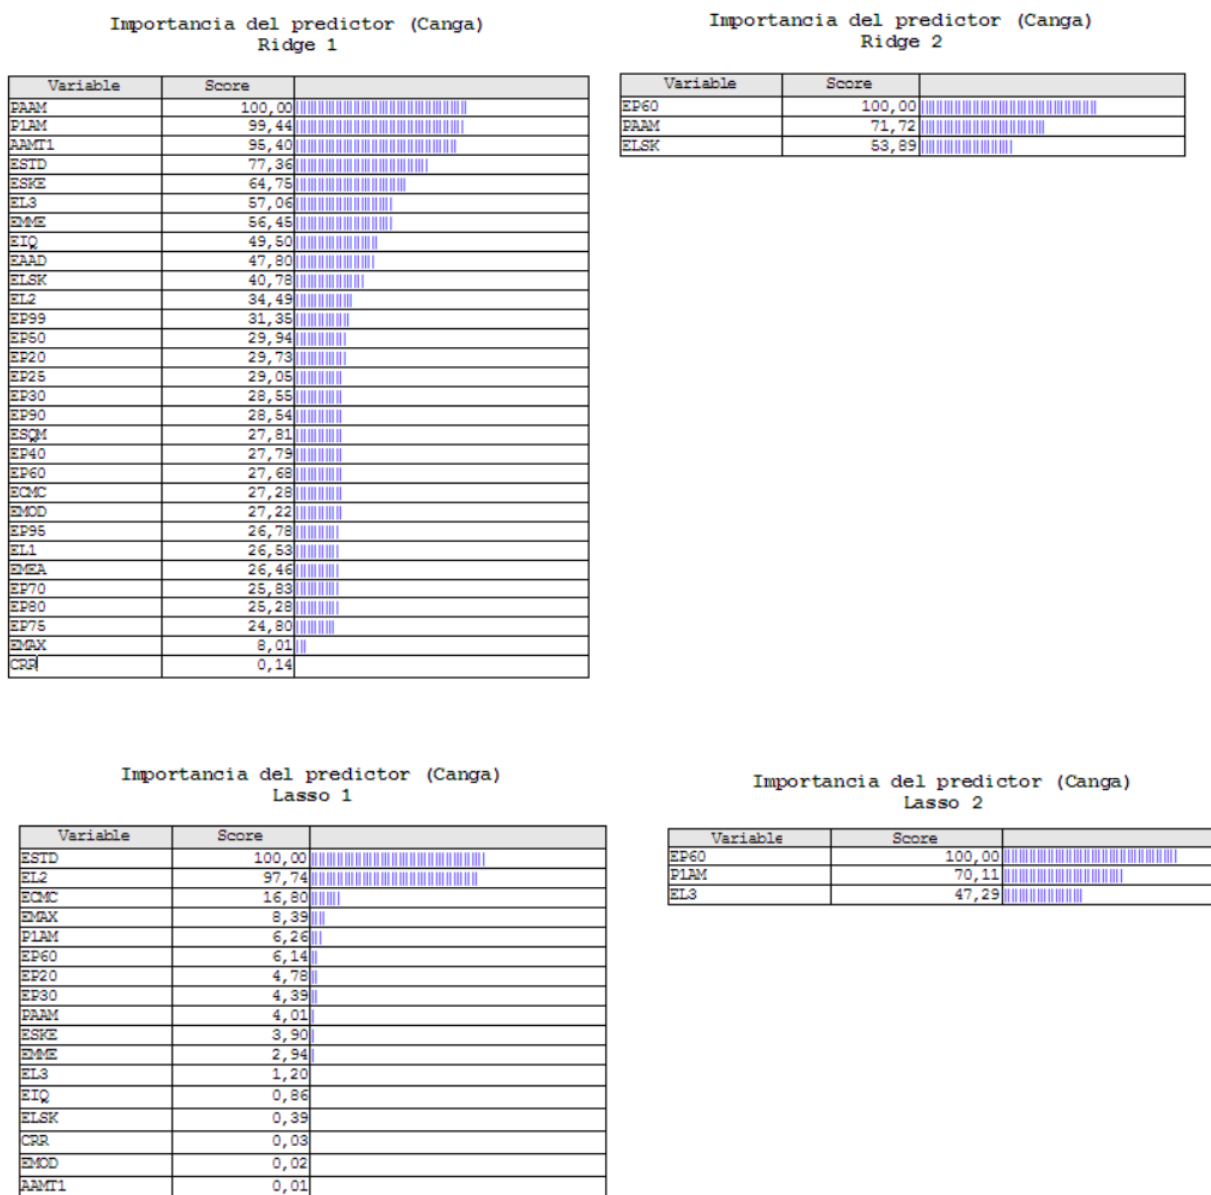 Importancia del predictor (Canga)
Ridge 1
Variable Score
PAAM 100,00
P1AM 99,44
AAMT1 95,40
ESTD 77,36
ESKE 64,75
EL3 57,06
EMME 56,45
EIQ 49,50
EAAD 47,80
ELSK 40,78
EL2 34,49
EP99 31,35
EP50 29,94
EP20 29,73
EP25 29,05
EP30 28,55
EP90 28,54
ESQM 27,81
EP40 27,79
EP60 27,68
ECMC 27,28
EMOD 27,22
EP95 26,78
EL1 26,53
EMEA 26,46
EP70 25,83
EP80 25,28
EP75 24,80
EMAX 8,01
CRR 0,14
Importancia del predictor (Canga)
Ridge 2
Variable Score
EP60 100,00
PAAM 71,72
ELSK 53,89
Importancia del predictor (Canga)
Lasso 1
Variable Score
ESTD 100,00
EL2 97,74
ECMC 16,80
EMAX 8,39
P1AM 6,26
EP60 6,14
EP20 4,78
EP30 4,39
PAAM 4,01
ESKE 3,90
EMME 2,94
EL3 1,20
EIQ 0,86
ELSK 0,39
CRR 0,03
EMOD 0,02
AAMT1 0,01
Importancia del predictor (Canga)
Lasso 2
Variable Score
EP60 100,00
P1AM 70,11
EL3 47,29